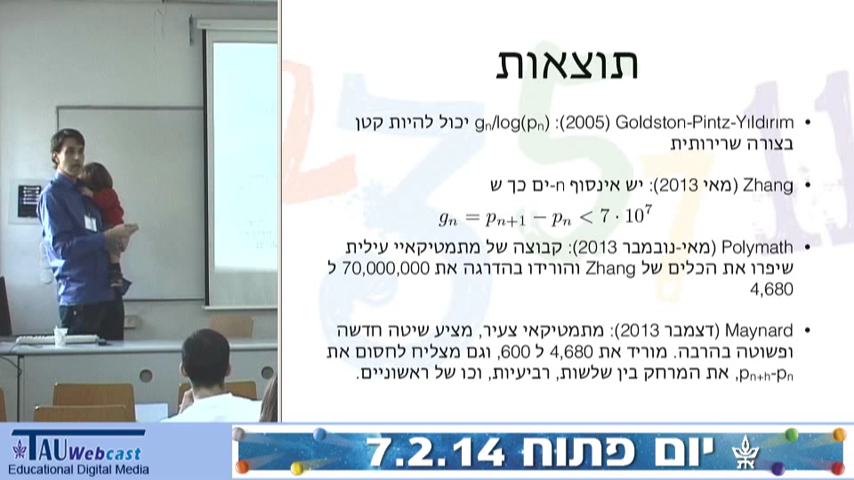 תוצאות
• Goldston-Pintz-Yıldırım (2005): gₙ/log(pₙ) יכול להיות קטן
בצורה שרירותית
• Zhang (מאי 2013): יש אינסוף n-ים כך ש
gₙ = pₙ₊₁ − pₙ < 7 · 10⁷
• Polymath (מאי-נובמבר 2013): קבוצה של מתמטיקאיי עילית
שיפרו את הכלים של Zhang והורידו בהדרגה את 70,000,000 ל
4,680
• Maynard (דצמבר 2013): מתמטיקאי צעיר, מציע שיטה חדשה
ופשוטה בהרבה. מוריד את 4,680 ל 600, וגם מצליח לחסום את
pₙ₊ₕ-pₙ, את המרחק בין שלשות, רביעיות, וכו של ראשוניים.
TAU Webcast
Educational Digital Media
יום פתוח 7.2.14